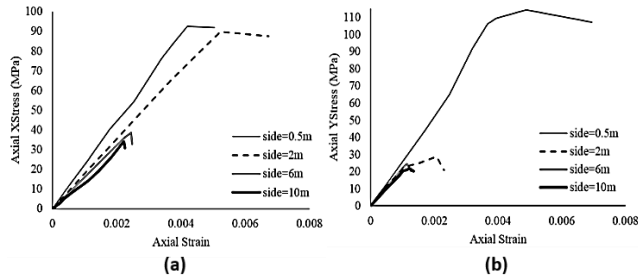 100
90
80
70
60
50
40
30
20
10
0
Axial XStress (MPa)
side=0.5m
side=2m
side=6m
side=10m
0 0.002 0.004 0.006 0.008
Axial Strain
(a)
110
100
90
80
70
60
50
40
30
20
10
0
Axial YStress (MPa)
side=0.5m
side=2m
side=6m
side=10m
0 0.002 0.004 0.006 0.008
Axial Strain
(b)